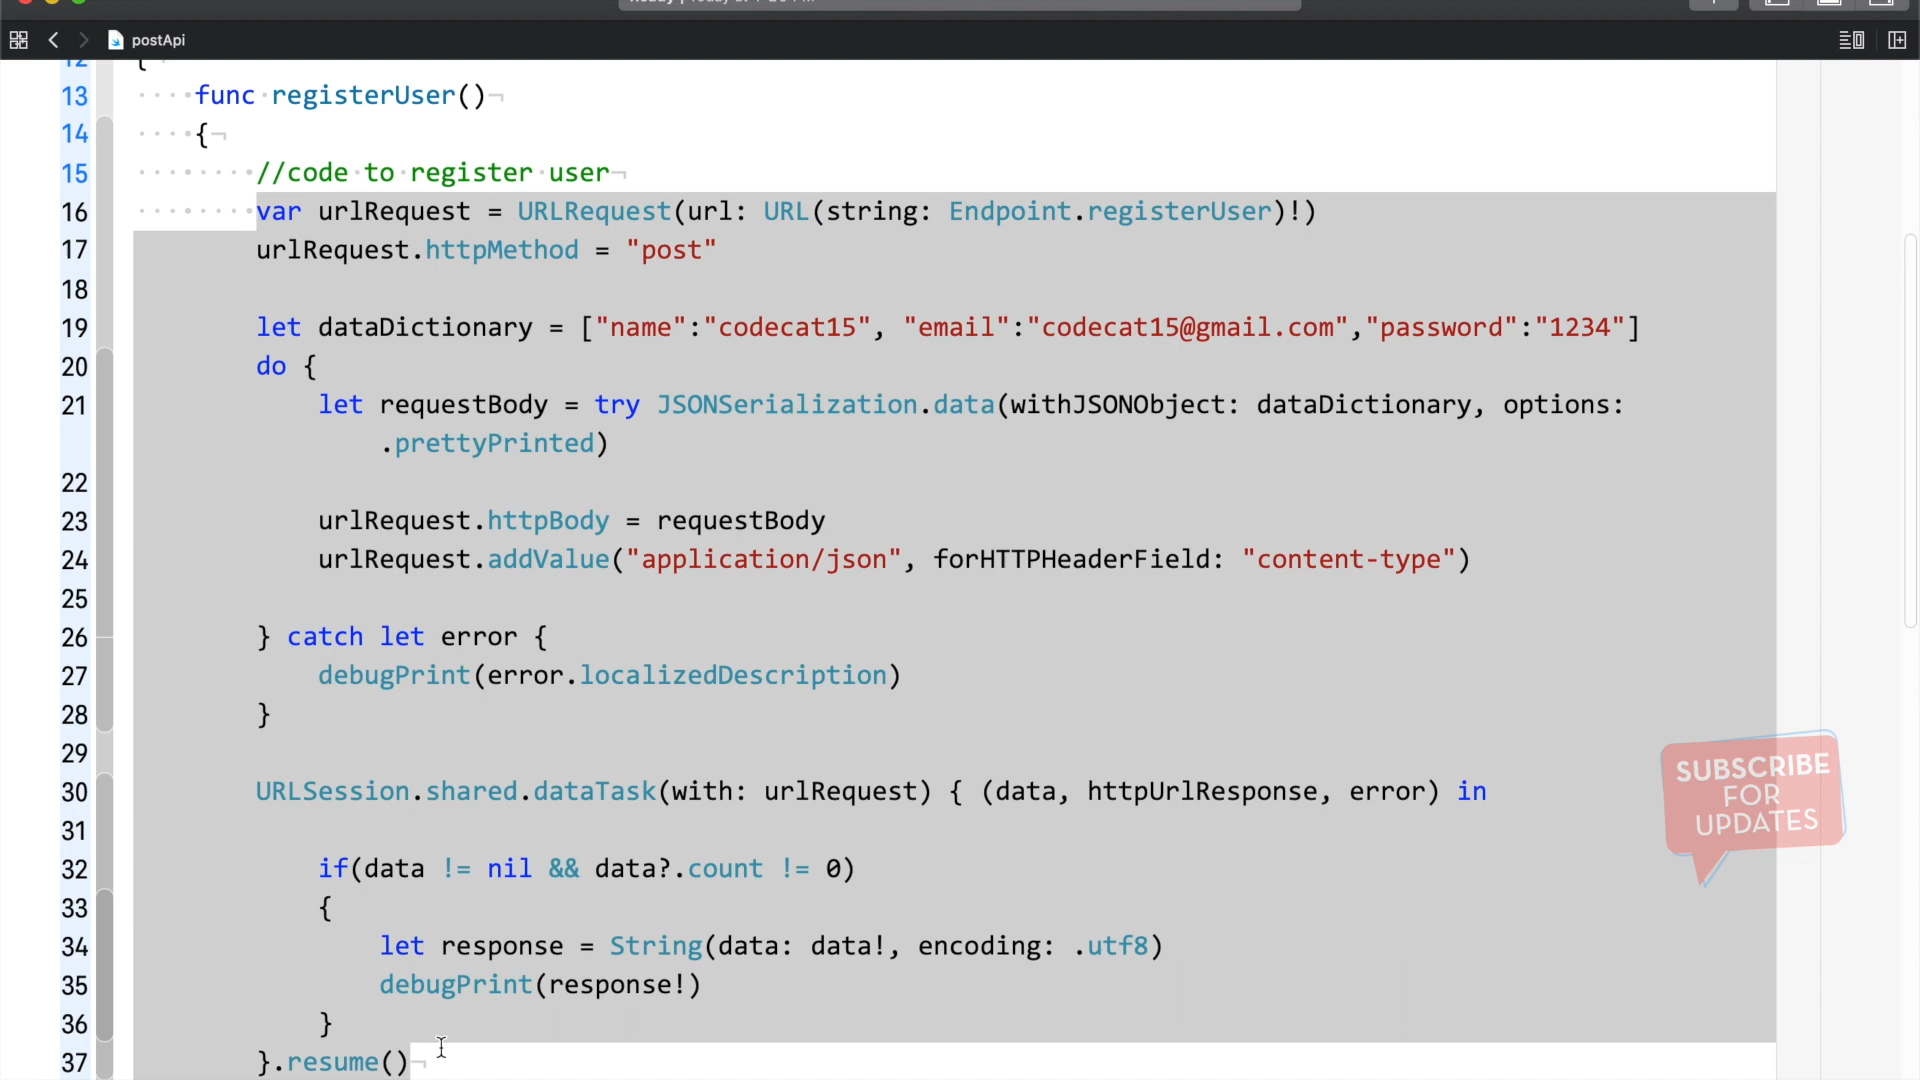 postApi
12 {
13 func registerUser()
14 {
15 //code to register user
16 var urlRequest = URLRequest(url: URL(string: Endpoint.registerUser)!)
17 urlRequest.httpMethod = "post"
18
19 let dataDictionary = ["name":"codecat15", "email":"codecat15@gmail.com","password":"1234"]
20 do {
21 let requestBody = try JSONSerialization.data(withJSONObject: dataDictionary, options:
.prettyPrinted)
22
23 urlRequest.httpBody = requestBody
24 urlRequest.addValue("application/json", forHTTPHeaderField: "content-type")
25
26 } catch let error {
27 debugPrint(error.localizedDescription)
28 }
29
30 URLSession.shared.dataTask(with: urlRequest) { (data, httpUrlResponse, error) in
31
32 if(data != nil && data?.count != 0)
33 {
34 let response = String(data: data!, encoding: .utf8)
35 debugPrint(response!)
36 }
37 }.resume()
SUBSCRIBE
FOR
UPDATES